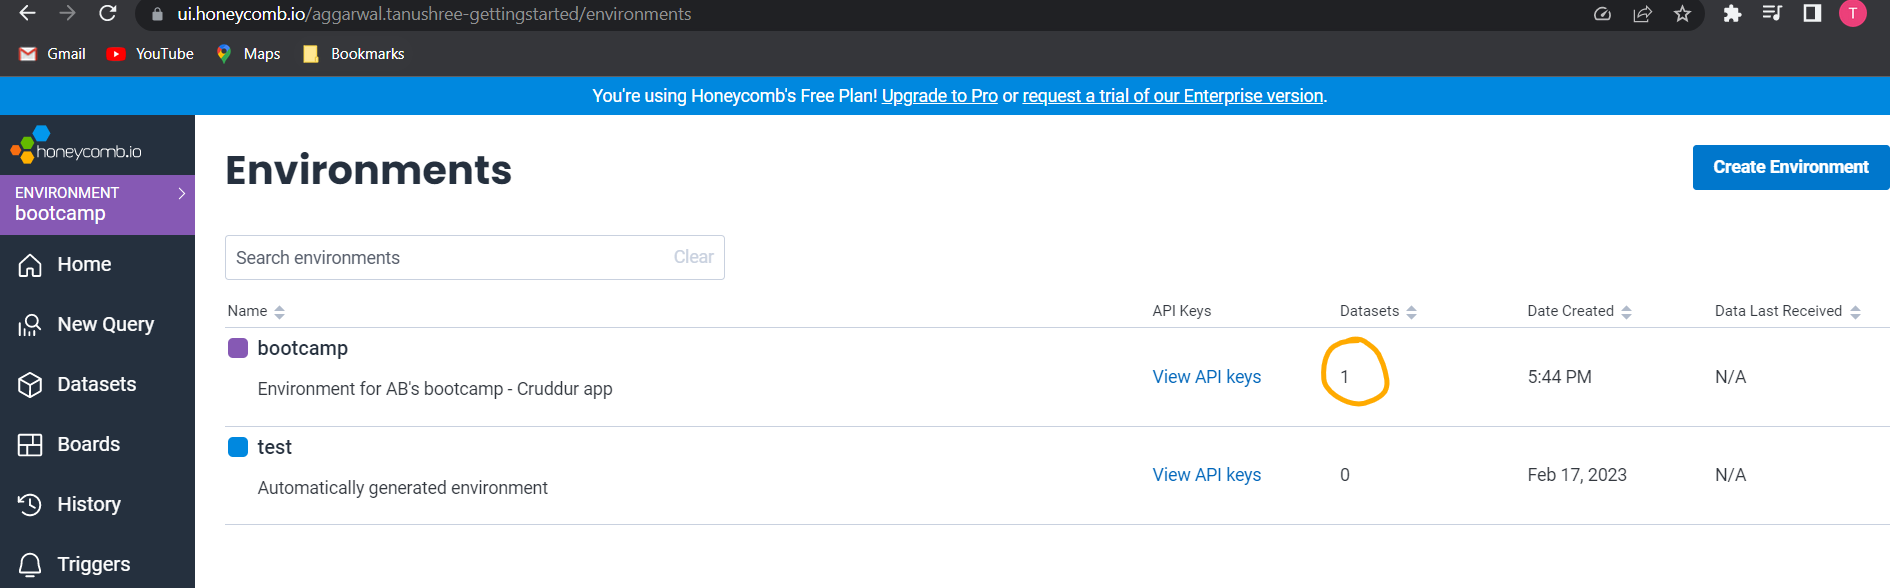 ui.honeycomb.io/aggarwal.tanushree-gettingstarted/environments
T
Gmail YouTube Maps Bookmarks
You're using Honeycomb's Free Plan! Upgrade to Pro or request a trial of our Enterprise version.
honeycomb.io
ENVIRONMENT
bootcamp
Home
New Query
Datasets
Boards
History
Triggers
Environments
Create Environment
Search environments Clear
Name API Keys Datasets Date Created Data Last Received
bootcamp
Environment for AB's bootcamp - Cruddur app
View API keys 1 5:44 PM N/A
test
Automatically generated environment
View API keys 0 Feb 17, 2023 N/A